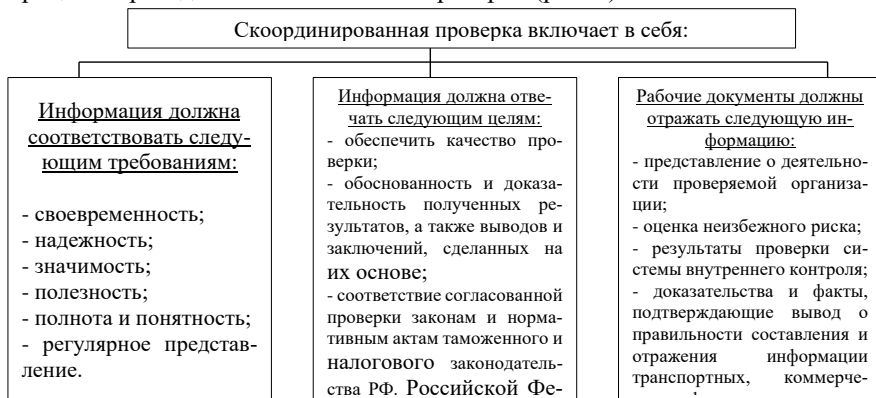 Скоординированная проверка включает в себя:
Информация должна
соответствовать следу-
ющим требованиям:
- своевременность;
- надежность;
- значимость;
- полезность;
- полнота и понятность;
- регулярное представ-
ление.
Информация должна отве-
чать следующим целям:
- обеспечить качество про-
верки;
- обоснованность и доказа-
тельность полученных ре-
зультатов, а также выводов и
заключений, сделанных на
их основе;
- соответствие согласованной
проверки законам и норма-
тивным актам таможенного и
налогового законодатель-
ства РФ. Российской Фе-
Рабочие документы должны
отражать следующую ин-
формацию:
- представление о деятельно-
сти проверяемой организа-
ции;
- оценка неизбежного риска;
- результаты проверки си-
стемы внутреннего контроля;
- доказательства и факты,
подтверждающие вывод о
правильности составления и
отражения информации
транспортных, коммерче-